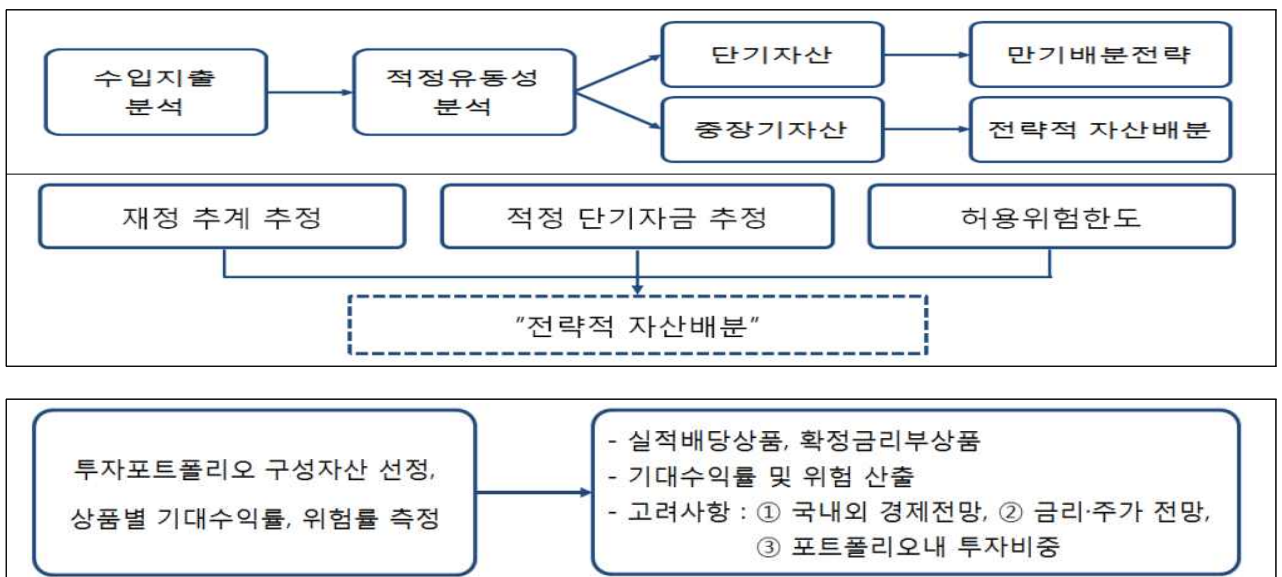 수입지출
분석
적정유동성
분석
단기자산
만기배분전략
중장기자산
전략적 자산배분
재정 추계 추정
적정 단기자금 추정
허용위험한도
"전략적 자산배분"
투자포트폴리오 구성자산 선정,
상품별 기대수익률, 위험률 측정
- 실적배당상품, 확정금리부상품
- 기대수익률 및 위험 산출
- 고려사항 : ① 국내외 경제전망, ② 금리·주가 전망,
③ 포트폴리오내 투자비중